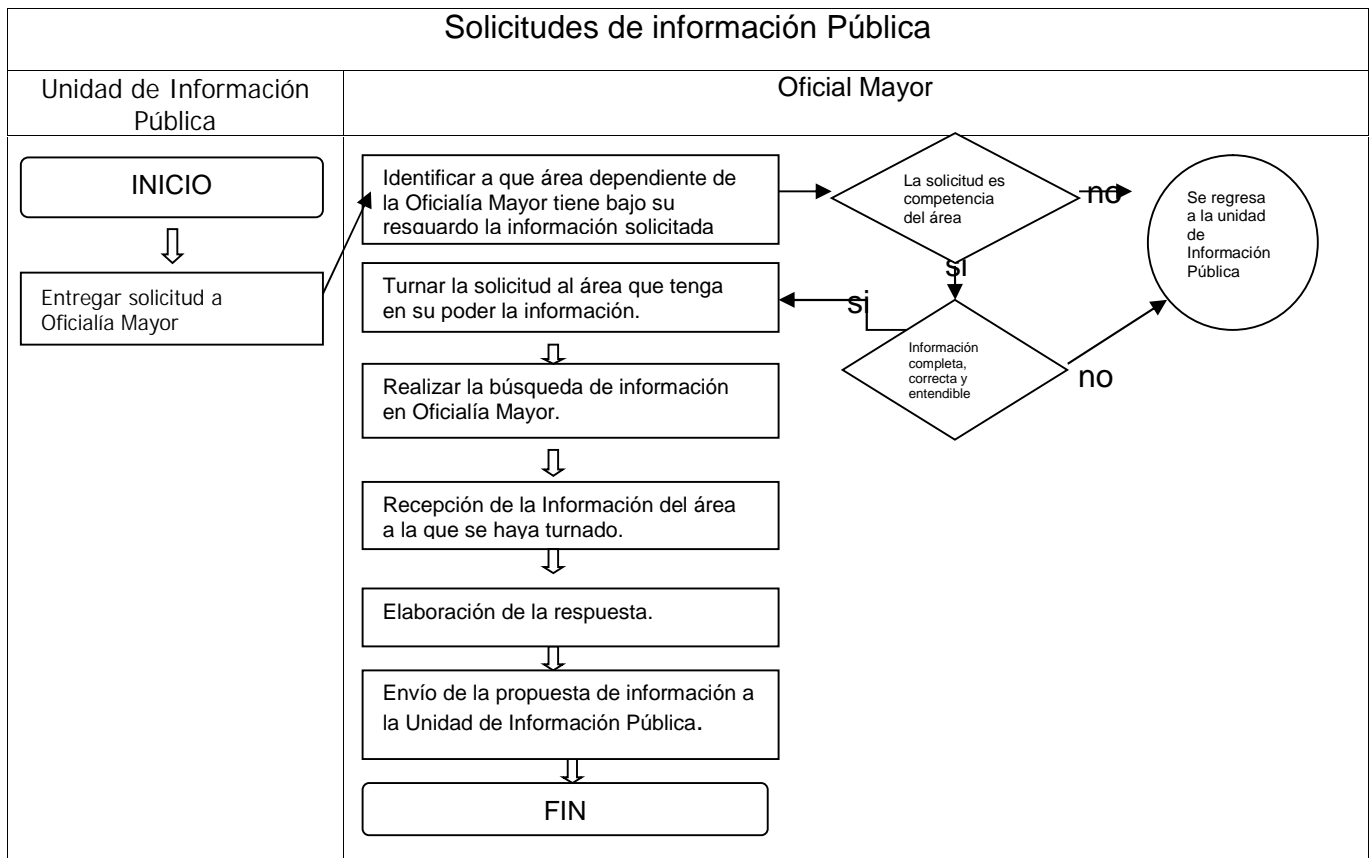 Solicitudes de información Pública
Unidad de Información
Pública
Oficial Mayor
INICIO
Entregar solicitud a
Oficialía Mayor
Identificar a que área dependiente de
la Oficialía Mayor tiene bajo su
resguardo la información solicitada
La solicitud es
competencia
del área
no
Se regresa
a la unidad
de
Información
Pública
si
Turnar la solicitud al área que tenga
en su poder la información.
si
Información
completa,
correcta y
entendible
no
Realizar la búsqueda de información
en Oficialía Mayor.
Recepción de la Información del área
a la que se haya turnado.
Elaboración de la respuesta.
Envío de la propuesta de información a
la Unidad de Información Pública.
FIN